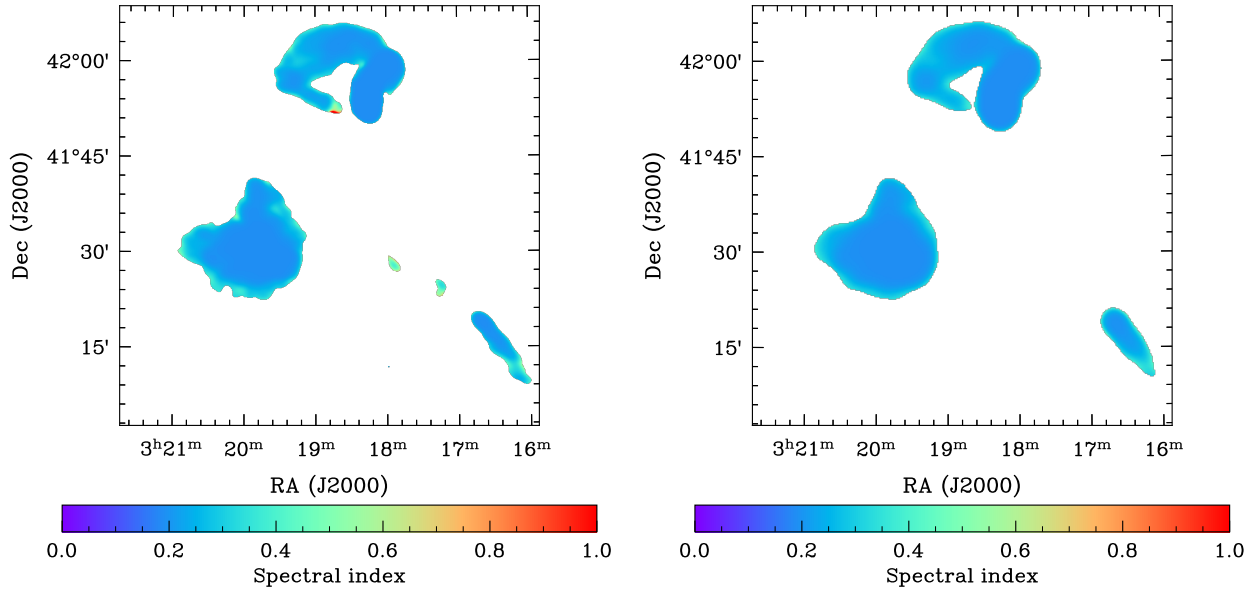 42°00'
41°45'
30'
15'
Dec (J2000)
3ʰ21ᵐ 20ᵐ 19ᵐ 18ᵐ 17ᵐ 16ᵐ
RA (J2000)
0.0 0.2 0.4 0.6 0.8 1.0
Spectral index
42°00'
41°45'
30'
15'
Dec (J2000)
3ʰ21ᵐ 20ᵐ 19ᵐ 18ᵐ 17ᵐ 16ᵐ
RA (J2000)
0.0 0.2 0.4 0.6 0.8 1.0
Spectral index